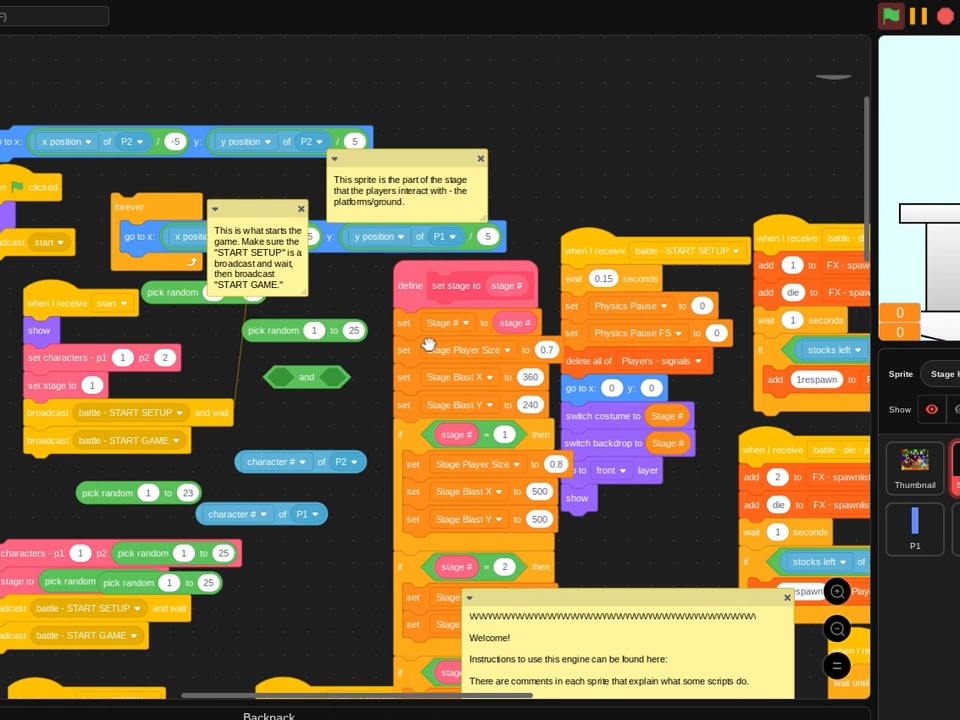 F)
to x: x position of P2 / -5 y: y position of P2 / 5
clicked
start
forever
go to x: / y: y position of P1 / 5
This sprite is the part of the stage
that the players interact with - the
platforms/ground.
This is what starts the
game. Make sure the
"START SETUP" is a
broadcast and wait,
then broadcast
"START GAME."
pick random
when I receive start
show
set characters - p1 1 p2 2
set stage to 1
broadcast battle - START SETUP and wait
broadcast battle - START GAME
pick random 1 to 25
and
character # of P2
pick random 1 to 23
character # of P1
characters - p1 1 p2 pick random 1 to 25
stage to pick random pick random 1 to 25
battle - START SETUP and wait
battle - START GAME
define set stage to stage #
set Stage # to stage #
set Stage Player Size to 0.7
set Stage Blast X to 360
set Stage Blast Y to 240
if stage # = 1 then
set Stage Player Size to 0.8
set Stage Blast X to 500
set Stage Blast Y to 500
if stage # = 2 then
set Stage
set Stage
if stage
when I receive battle - START SETUP
wait 0.15 seconds
set Physics Pause to 0
set Physics Pause FS to 0
delete all of Players - signals
go to x: 0 y: 0
switch costume to Stage #
switch backdrop to Stage #
to front layer
show
when I receive battle - d
add 1 to FX - spaw
add die to FX - spaw
wait 1 seconds
if stocks left
add 1respawn to
when I receive battle - die - p
add 2 to FX - spawnlist
add die to FX - spawnlist
wait 1 seconds
if stocks left of
wait until
\/\/\/\/\/\/\/\/\/\/\/\/\/\/\/\/\/\/\/\/\/\/\/\/\/\/\/\/\/\/\/\/\/\/\/\/\/\/\/\/\
Welcome!
Instructions to use this engine can be found here:
There are comments in each sprite that explain what some scripts do.
0
0
Sprite Stage
Show
Thumbnail
P1
Backpack